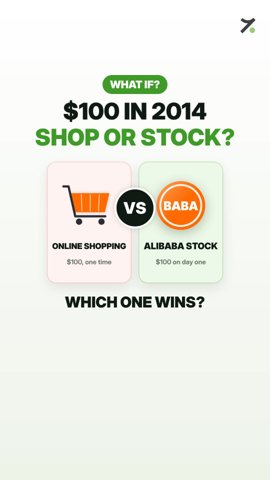 WHAT IF?
$100 IN 2014
SHOP OR STOCK?
VS
BABA
ONLINE SHOPPING
$100, one time
ALIBABA STOCK
$100 on day one
WHICH ONE WINS?